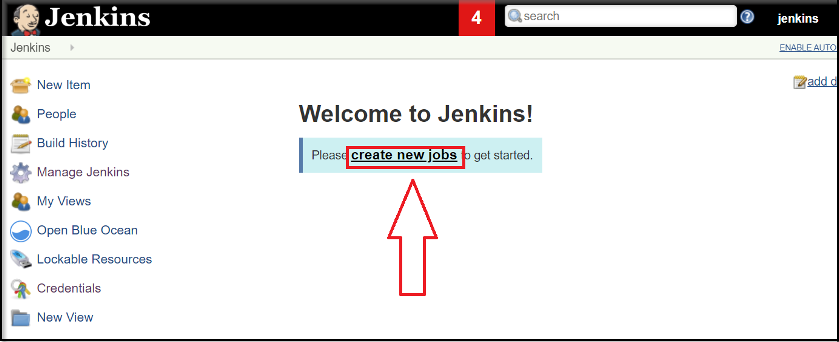 Jenkins
4
search
jenkins
Jenkins
ENABLE AUTO
New Item
add d
People
Welcome to Jenkins!
Build History
Please create new jobs to get started.
Manage Jenkins
My Views
Open Blue Ocean
Lockable Resources
Credentials
New View